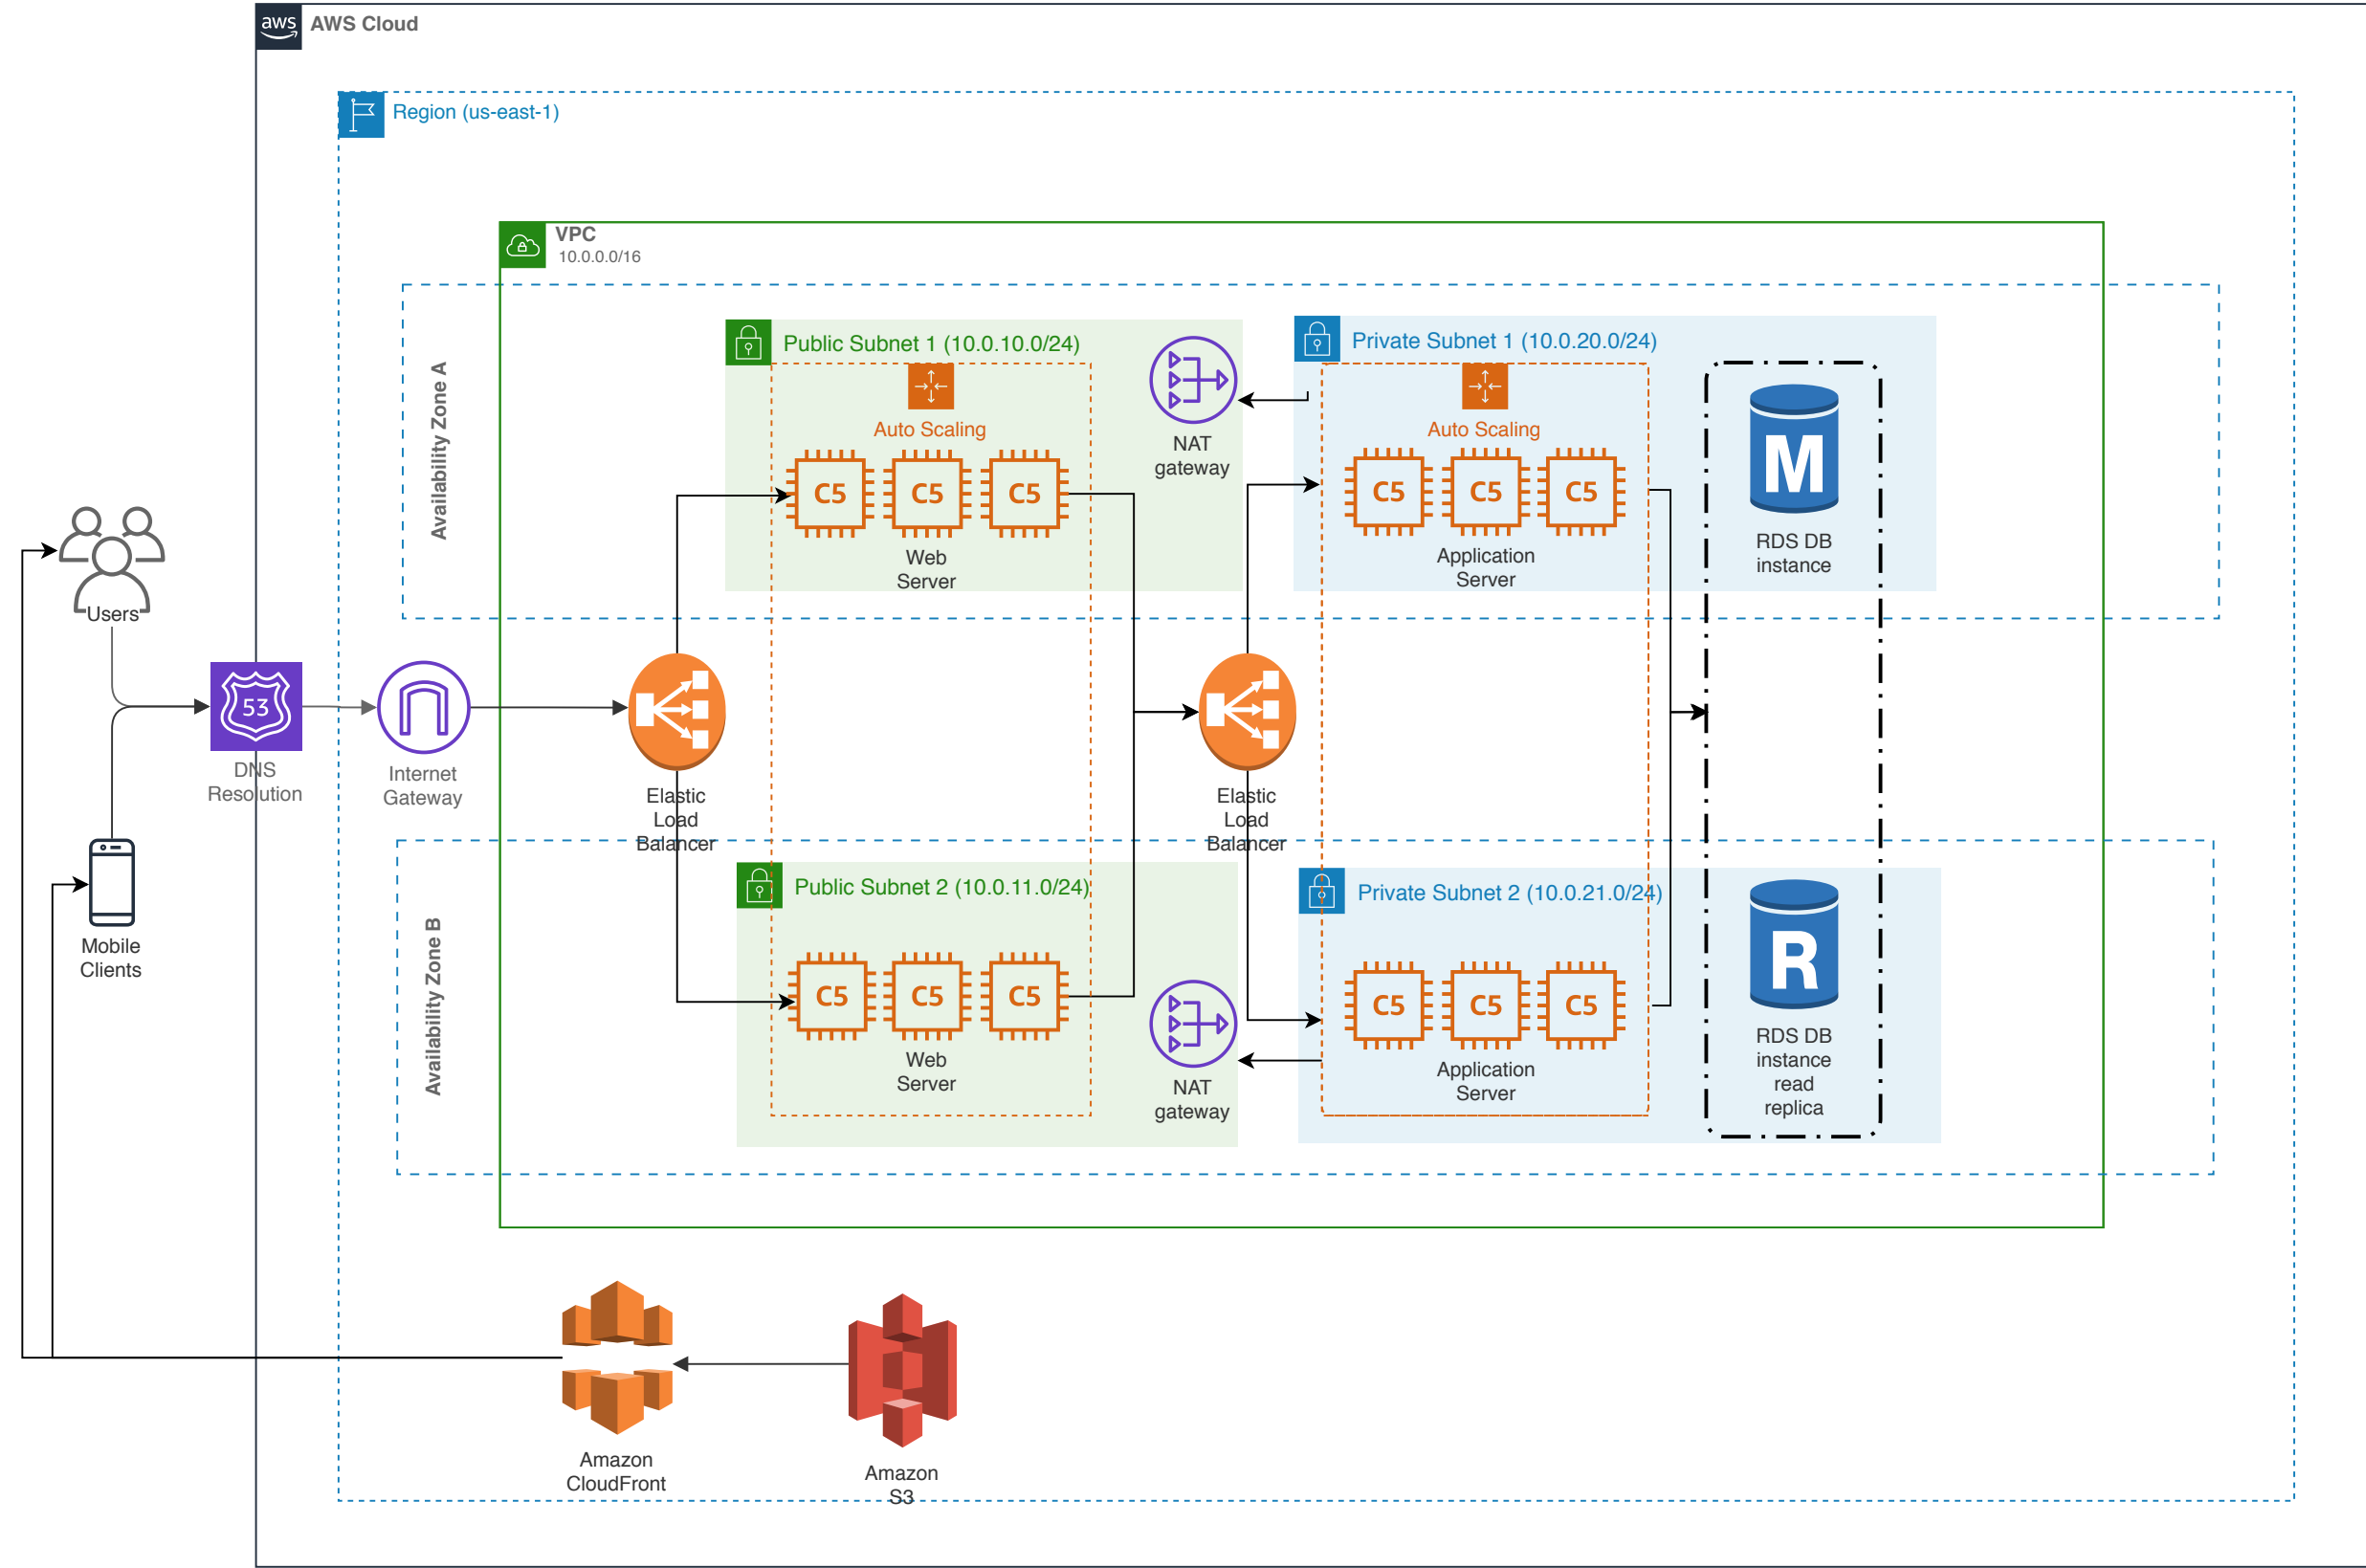 aws
AWS Cloud
Region (us-east-1)
VPC
10.0.0.0/16
Availability Zone A
Public Subnet 1 (10.0.10.0/24)
Auto Scaling
C5
C5
C5
Web
Server
NAT
gateway
Private Subnet 1 (10.0.20.0/24)
Auto Scaling
C5
C5
C5
Application
Server
M
RDS DB
instance
Users
53
DNS
Resolution
Internet
Gateway
Elastic
Load
Balancer
Elastic
Load
Balancer
Mobile
Clients
Availability Zone B
Public Subnet 2 (10.0.11.0/24)
C5
C5
C5
Web
Server
NAT
gateway
Private Subnet 2 (10.0.21.0/24)
C5
C5
C5
Application
Server
R
RDS DB
instance
read
replica
Amazon
CloudFront
Amazon
S3